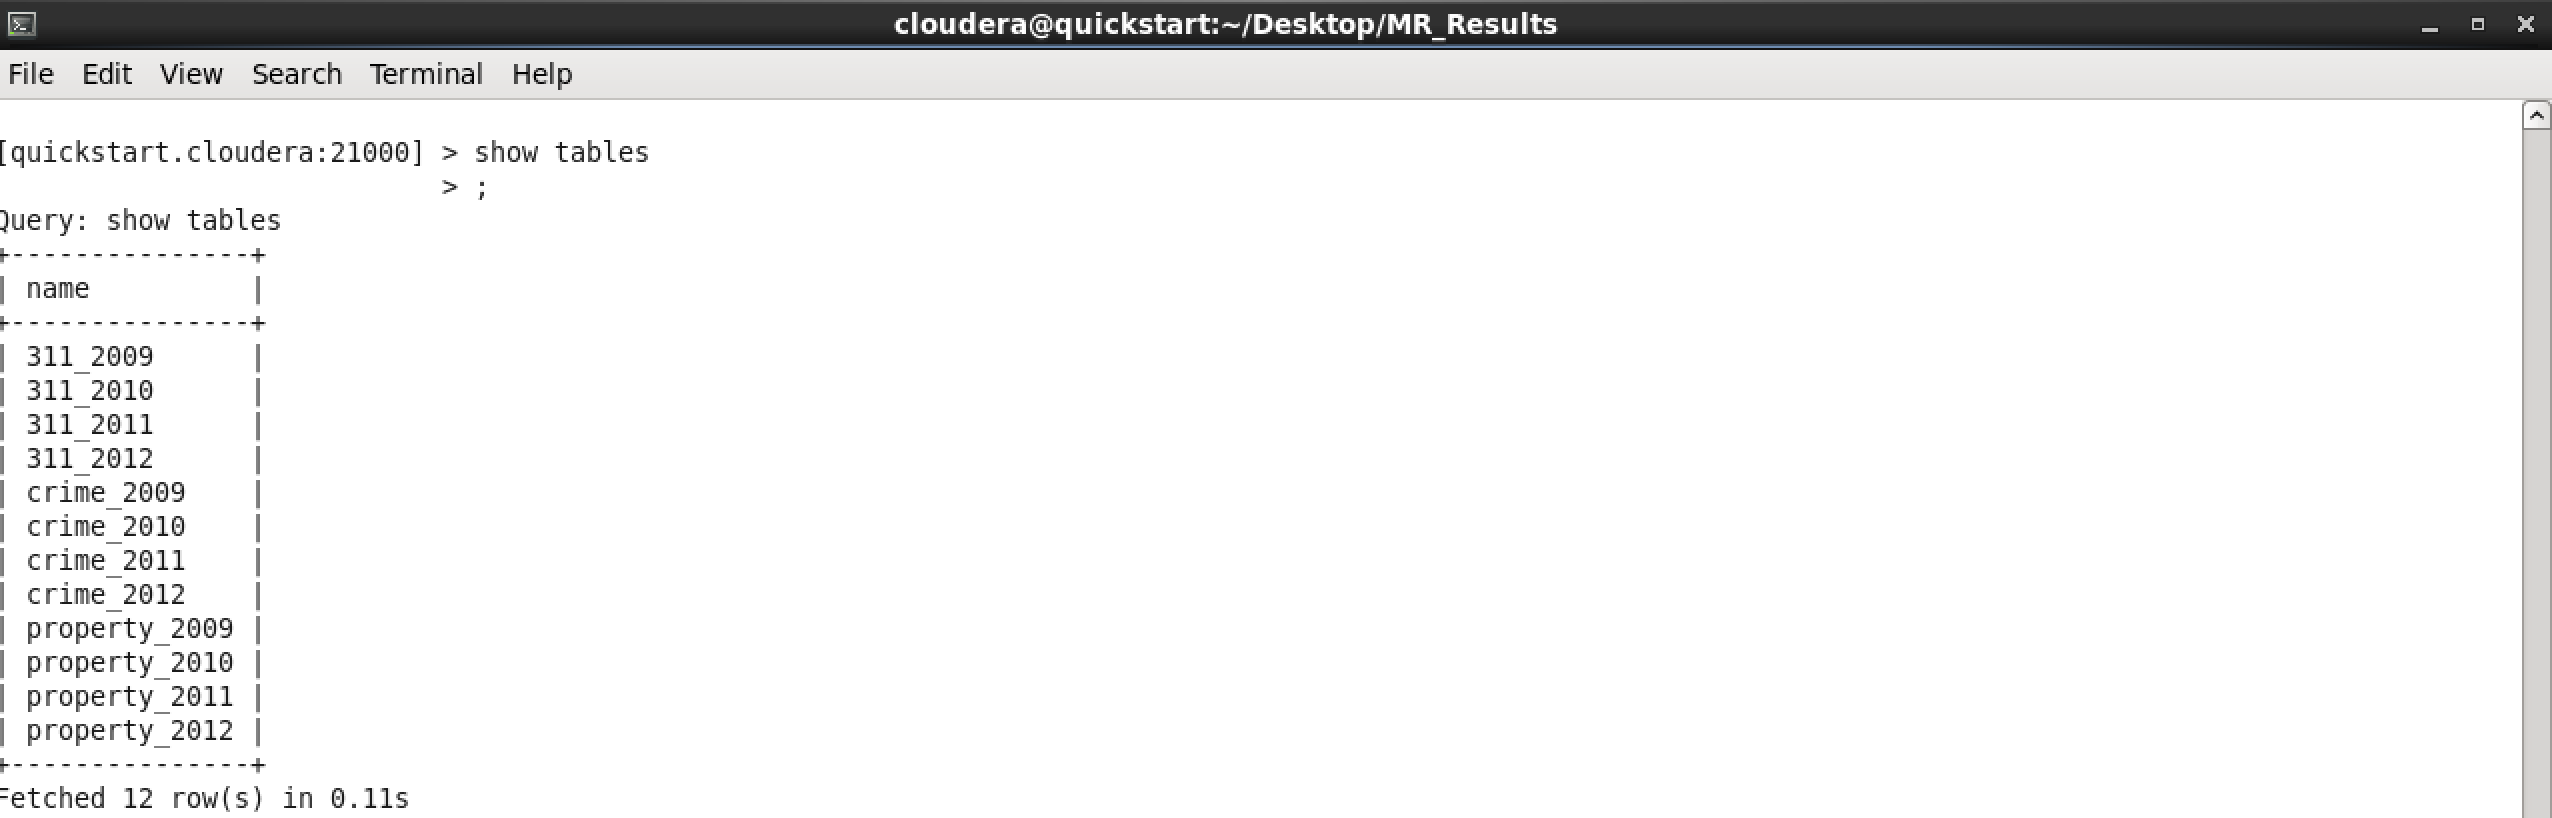 cloudera@quickstart:~/Desktop/MR_Results
File Edit View Search Terminal Help
[quickstart.cloudera:21000] > show tables
> ;
Query: show tables
+---------------+
| name          |
+---------------+
| 311_2009      |
| 311_2010      |
| 311_2011      |
| 311_2012      |
| crime_2009    |
| crime_2010    |
| crime_2011    |
| crime_2012    |
| property_2009 |
| property_2010 |
| property_2011 |
| property_2012 |
+---------------+
Fetched 12 row(s) in 0.11s